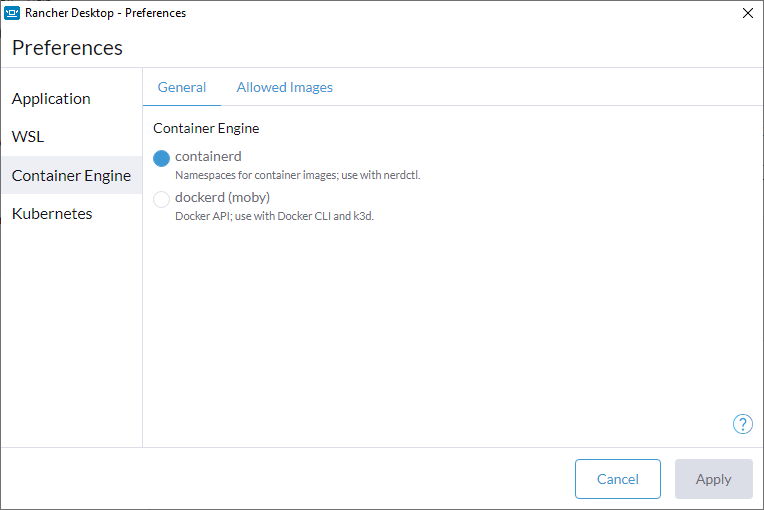 Rancher Desktop - Preferences
Preferences
Application
WSL
Container Engine
Kubernetes
General Allowed Images
Container Engine
containerd
Namespaces for container images; use with nerdctl.
dockerd (moby)
Docker API; use with Docker CLI and k3d.
?
Cancel Apply